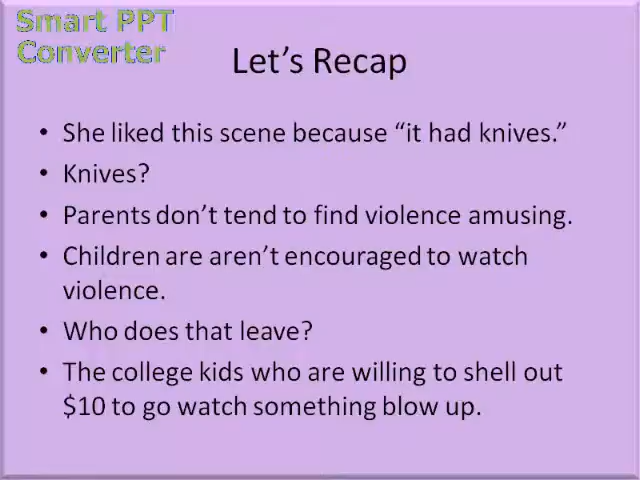 Smart PPT
Converter
Let’s Recap
• She liked this scene because “it had knives.”
• Knives?
• Parents don’t tend to find violence amusing.
• Children are aren’t encouraged to watch
violence.
• Who does that leave?
• The college kids who are willing to shell out
$10 to go watch something blow up.